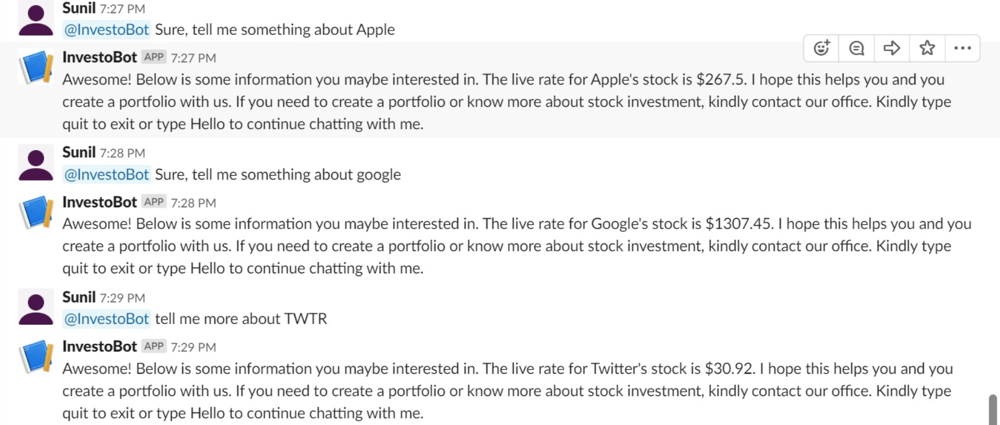 Sunil 7:27 PM
@InvestoBot Sure, tell me something about Apple
InvestoBot APP 7:27 PM
Awesome! Below is some information you maybe interested in. The live rate for Apple's stock is $267.5. I hope this helps you and you
create a portfolio with us. If you need to create a portfolio or know more about stock investment, kindly contact our office. Kindly type
quit to exit or type Hello to continue chatting with me.
Sunil 7:28 PM
@InvestoBot Sure, tell me something about google
InvestoBot APP 7:28 PM
Awesome! Below is some information you maybe interested in. The live rate for Google's stock is $1307.45. I hope this helps you and you
create a portfolio with us. If you need to create a portfolio or know more about stock investment, kindly contact our office. Kindly type
quit to exit or type Hello to continue chatting with me.
Sunil 7:29 PM
@InvestoBot tell me more about TWTR
InvestoBot APP 7:29 PM
Awesome! Below is some information you maybe interested in. The live rate for Twitter's stock is $30.92. I hope this helps you and you
create a portfolio with us. If you need to create a portfolio or know more about stock investment, kindly contact our office. Kindly type
quit to exit or type Hello to continue chatting with me.